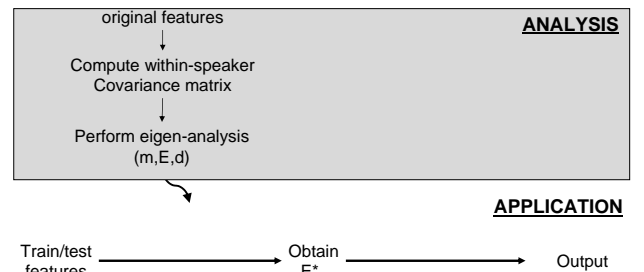 original features
ANALYSIS
Compute within-speaker
Covariance matrix
Perform eigen-analysis
(m,E,d)
APPLICATION
Train/test
features
Obtain
E*
Output